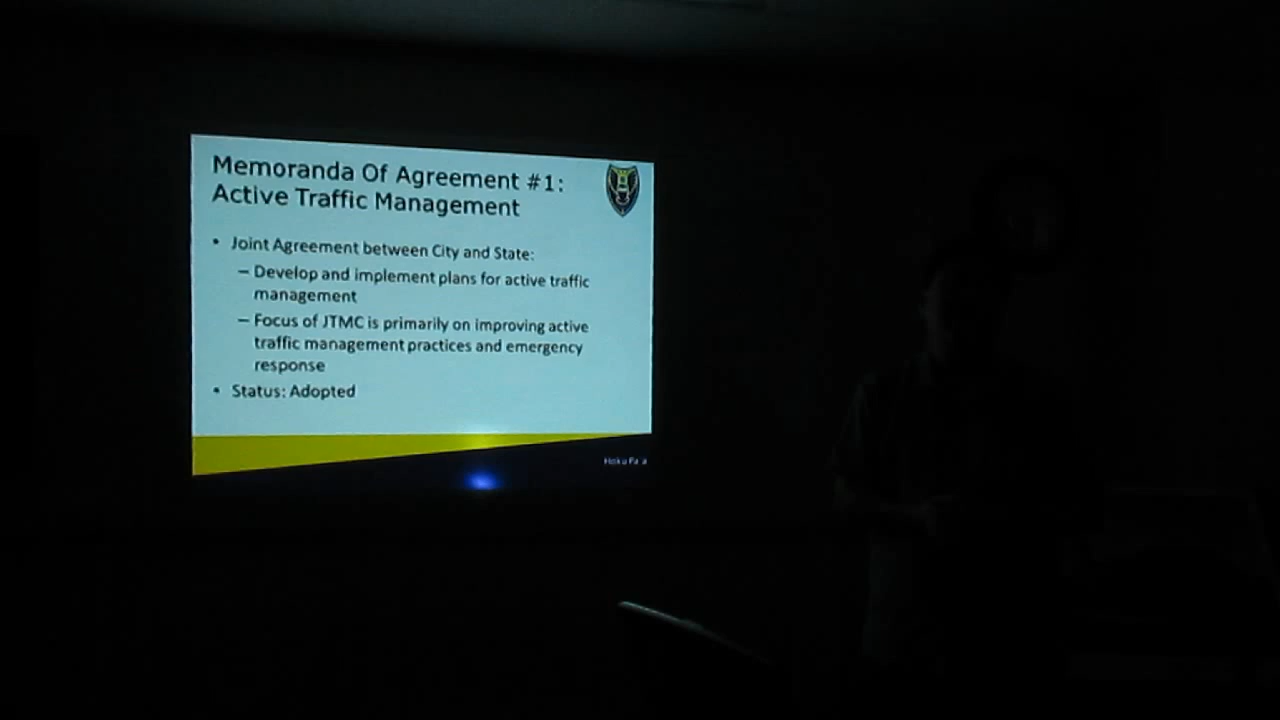 Memoranda Of Agreement #1:
Active Traffic Management
• Joint Agreement between City and State:
– Develop and implement plans for active traffic
management
– Focus of JTMC is primarily on improving active
traffic management practices and emergency
response
• Status: Adopted